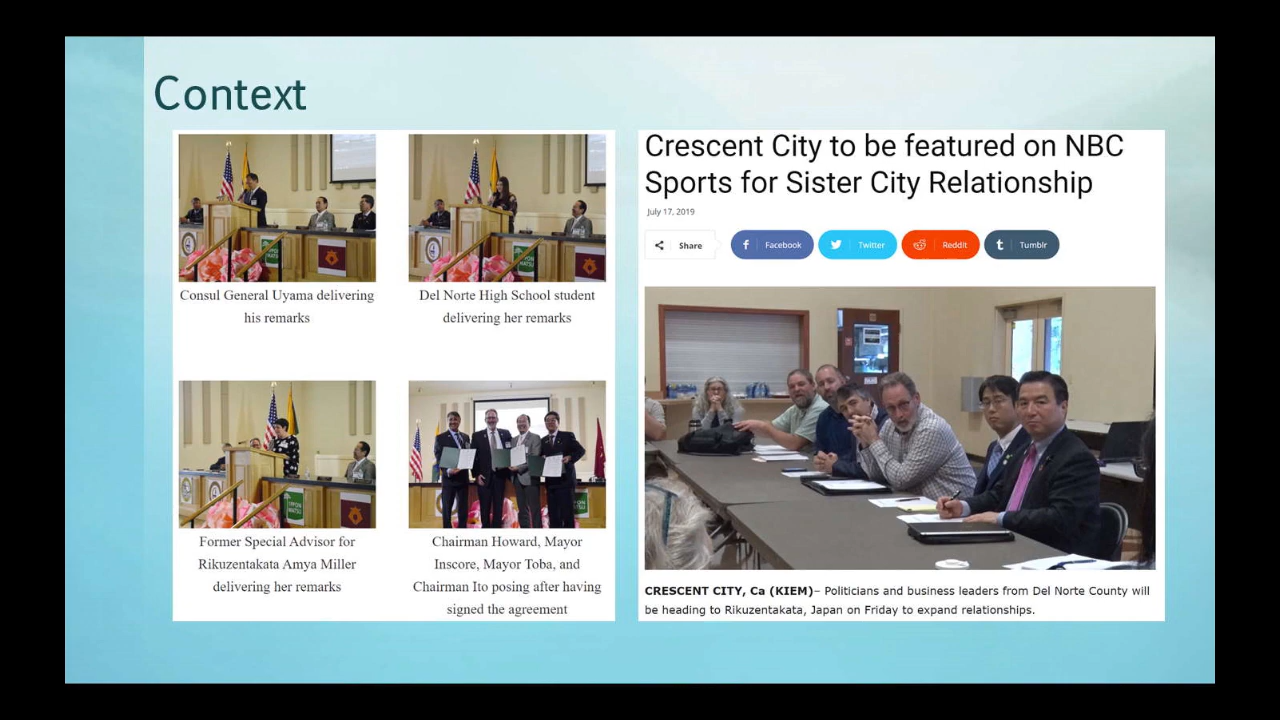 Context
Consul General Uyama delivering
his remarks
Del Norte High School student
delivering her remarks
Former Special Advisor for
Rikuzentakata Amya Miller
delivering her remarks
Chairman Howard, Mayor
Inscore, Mayor Toba, and
Chairman Ito posing after having
signed the agreement
Crescent City to be featured on NBC
Sports for Sister City Relationship
July 17, 2019
Share
Facebook
Twitter
Reddit
Tumblr
CRESCENT CITY, Ca (KIEM)– Politicians and business leaders from Del Norte County will
be heading to Rikuzentakata, Japan on Friday to expand relationships.